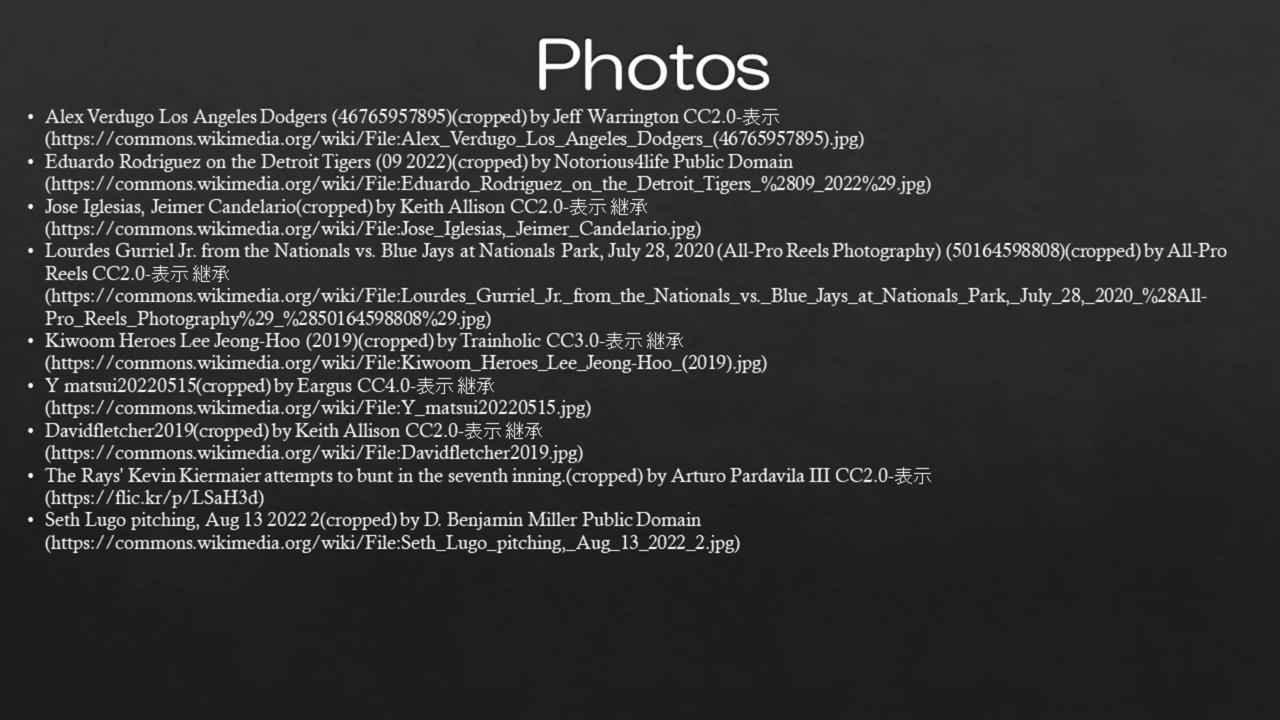 Photos
• Alex Verdugo Los Angeles Dodgers (46765957895)(cropped) by Jeff Warrington CC2.0-表示
(https://commons.wikimedia.org/wiki/File:Alex_Verdugo_Los_Angeles_Dodgers_(46765957895).jpg)
• Eduardo Rodriguez on the Detroit Tigers (09 2022)(cropped) by Notorious4life Public Domain
(https://commons.wikimedia.org/wiki/File:Eduardo_Rodriguez_on_the_Detroit_Tigers_%2809_2022%29.jpg)
• Jose Iglesias, Jeimer Candelario(cropped) by Keith Allison CC2.0-表示 継承
(https://commons.wikimedia.org/wiki/File:Jose_Iglesias,_Jeimer_Candelario.jpg)
• Lourdes Gurriel Jr. from the Nationals vs. Blue Jays at Nationals Park, July 28, 2020 (All-Pro Reels Photography) (50164598808)(cropped) by All-Pro
Reels CC2.0-表示 継承
(https://commons.wikimedia.org/wiki/File:Lourdes_Gurriel_Jr._from_the_Nationals_vs._Blue_Jays_at_Nationals_Park,_July_28,_2020_%28All-
Pro_Reels_Photography%29_%2850164598808%29.jpg)
• Kiwoom Heroes Lee Jeong-Hoo (2019)(cropped) by Trainholic CC3.0-表示 継承
(https://commons.wikimedia.org/wiki/File:Kiwoom_Heroes_Lee_Jeong-Hoo_(2019).jpg)
• Y matsui20220515(cropped) by Eargus CC4.0-表示 継承
(https://commons.wikimedia.org/wiki/File:Y_matsui20220515.jpg)
• Davidfletcher2019(cropped) by Keith Allison CC2.0-表示 継承
(https://commons.wikimedia.org/wiki/File:Davidfletcher2019.jpg)
• The Rays' Kevin Kiermaier attempts to bunt in the seventh inning.(cropped) by Arturo Pardavila III CC2.0-表示
(https://flic.kr/p/LSaH3d)
• Seth Lugo pitching, Aug 13 2022 2(cropped) by D. Benjamin Miller Public Domain
(https://commons.wikimedia.org/wiki/File:Seth_Lugo_pitching,_Aug_13_2022_2.jpg)